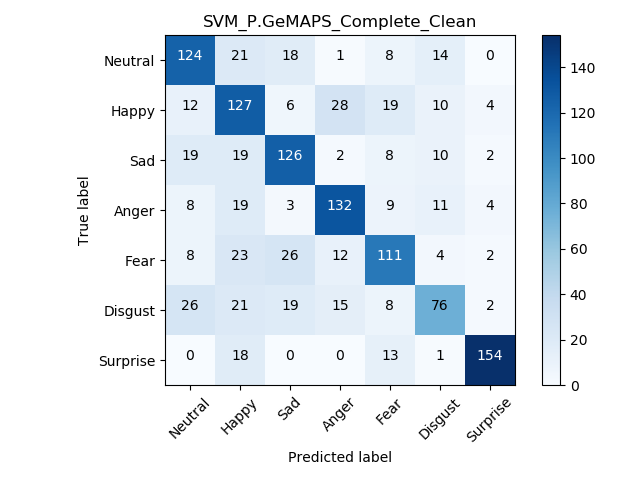 SVM_P.GeMAPS_Complete_Clean
True label
Neutral 124 21 18 1 8 14 0
Happy 12 127 6 28 19 10 4
Sad 19 19 126 2 8 10 2
Anger 8 19 3 132 9 11 4
Fear 8 23 26 12 111 4 2
Disgust 26 21 19 15 8 76 2
Surprise 0 18 0 0 13 1 154
Neutral Happy Sad Anger Fear Disgust Surprise
Predicted label
140
120
100
80
60
40
20
0